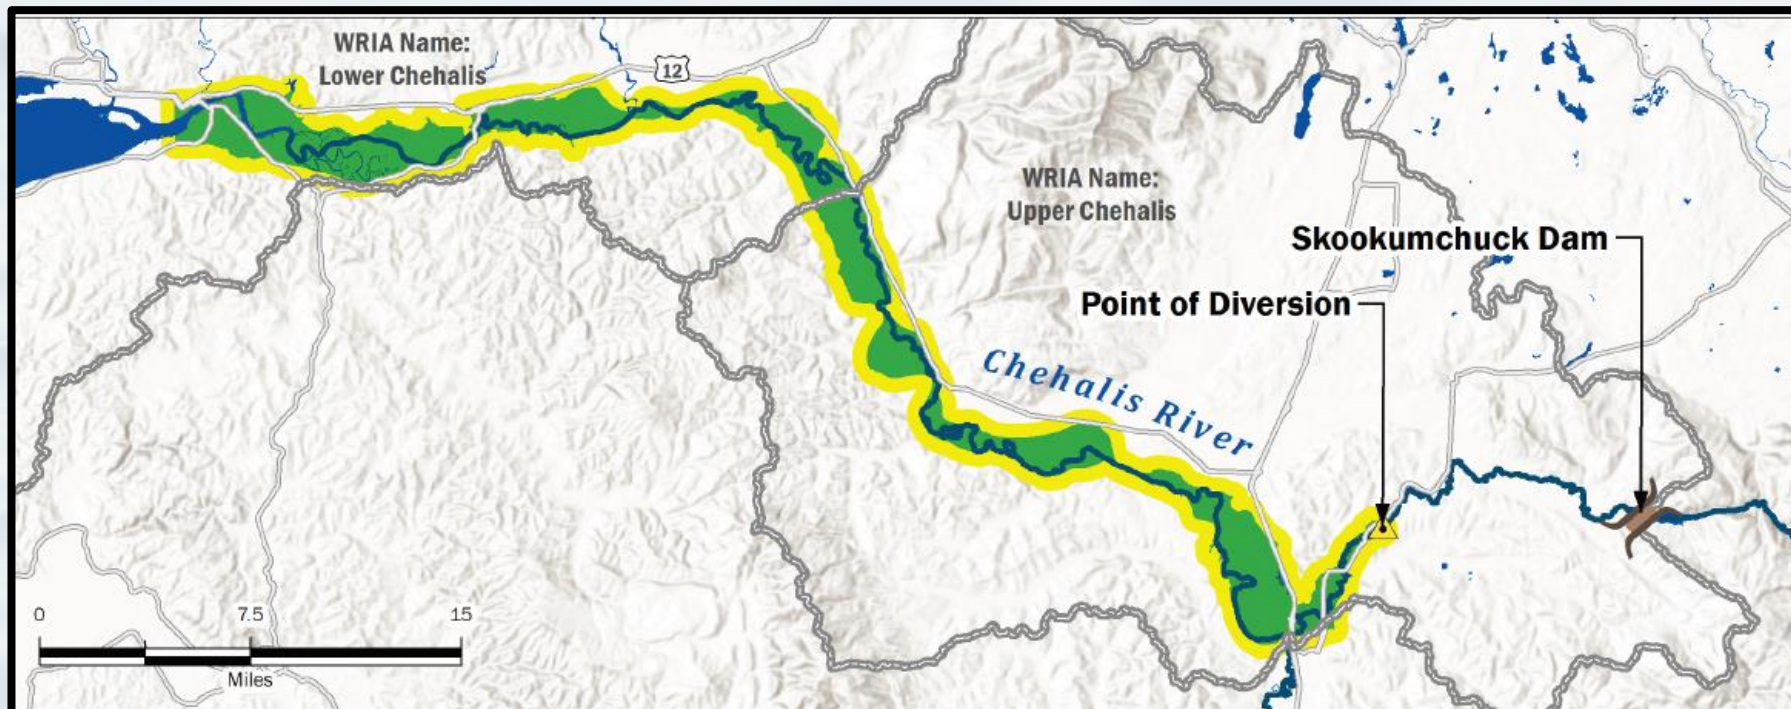 WRIA Name:
Lower Chehalis
12
WRIA Name:
Upper Chehalis
Skookumchuck Dam
Point of Diversion
Chehalis River
0 7.5 15
Miles